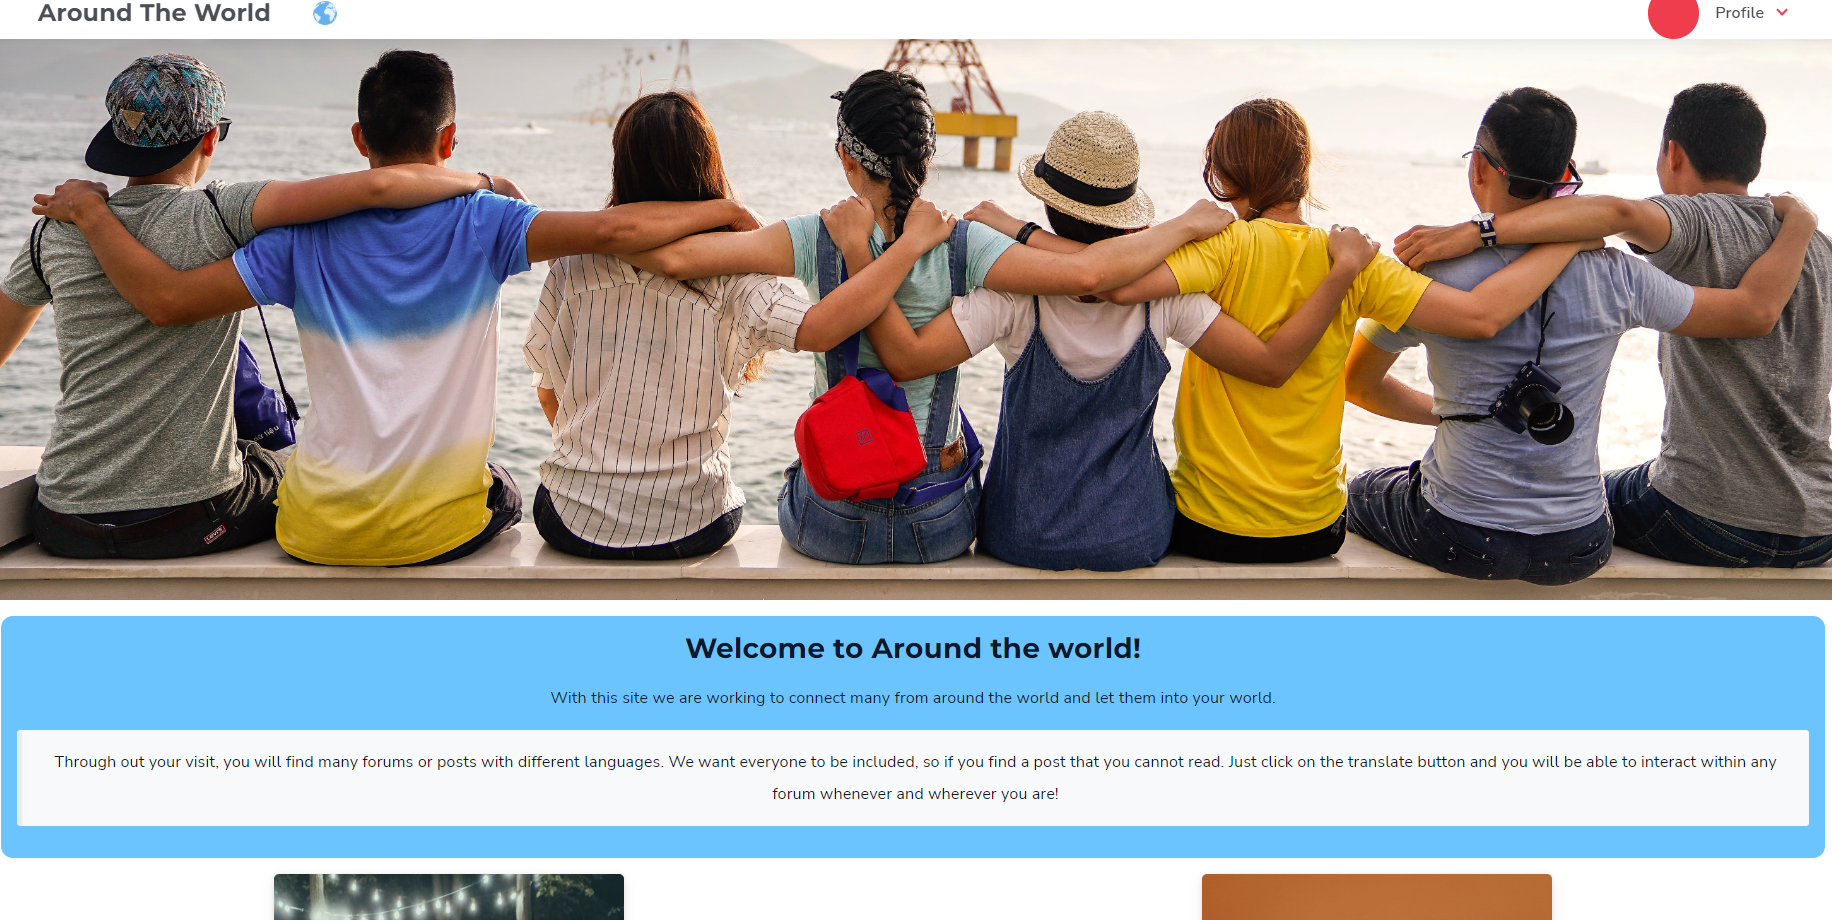 Around The World
Profile
Levi's
Welcome to Around the world!
With this site we are working to connect many from around the world and let them into your world.
Through out your visit, you will find many forums or posts with different languages. We want everyone to be included, so if you find a post that you cannot read. Just click on the translate button and you will be able to interact within any
forum whenever and wherever you are!